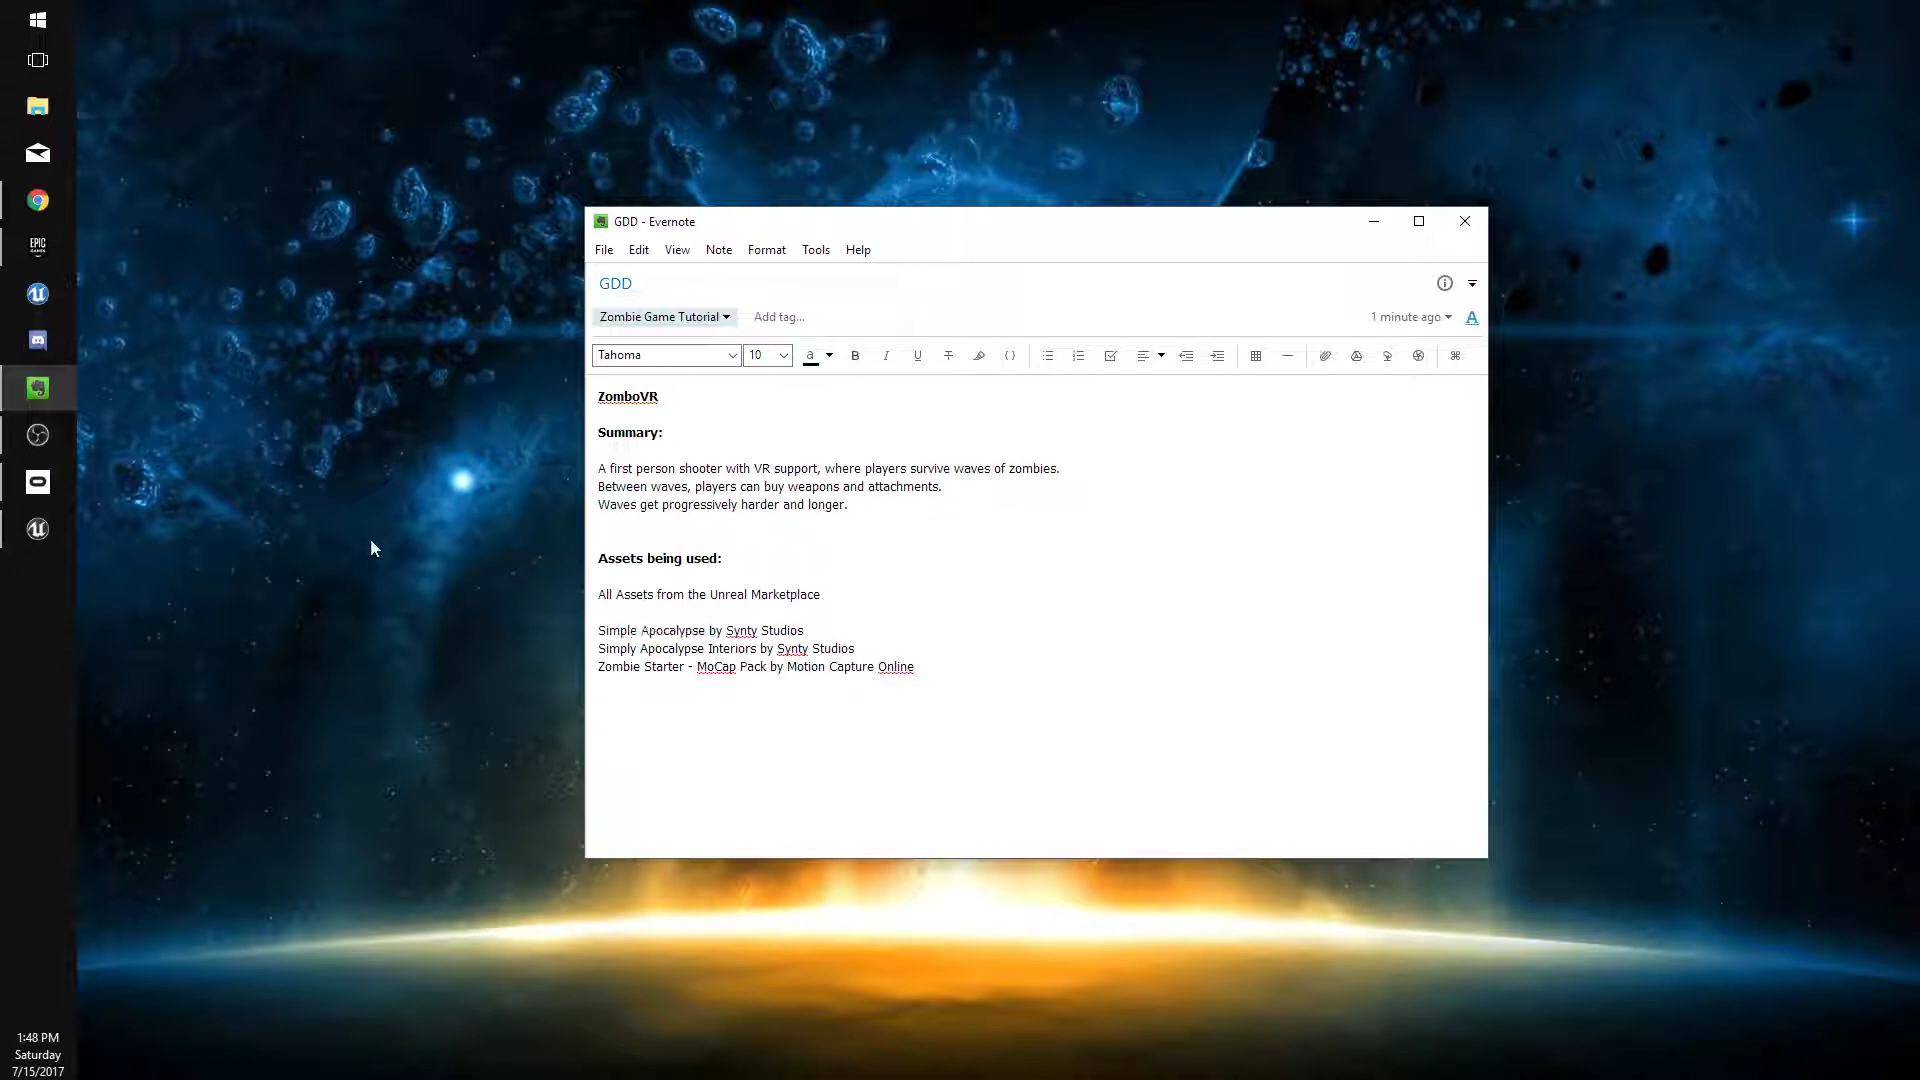 GDD - Evernote
File Edit View Note Format Tools Help
GDD
Zombie Game Tutorial Add tag... 1 minute ago A
Tahoma 10 a B I U T
ZomboVR
Summary:
A first person shooter with VR support, where players survive waves of zombies.
Between waves, players can buy weapons and attachments.
Waves get progressively harder and longer.
Assets being used:
All Assets from the Unreal Marketplace
Simple Apocalypse by Synty Studios
Simply Apocalypse Interiors by Synty Studios
Zombie Starter - MoCap Pack by Motion Capture Online
EPIC
GAMES
1:48 PM
Saturday
7/15/2017